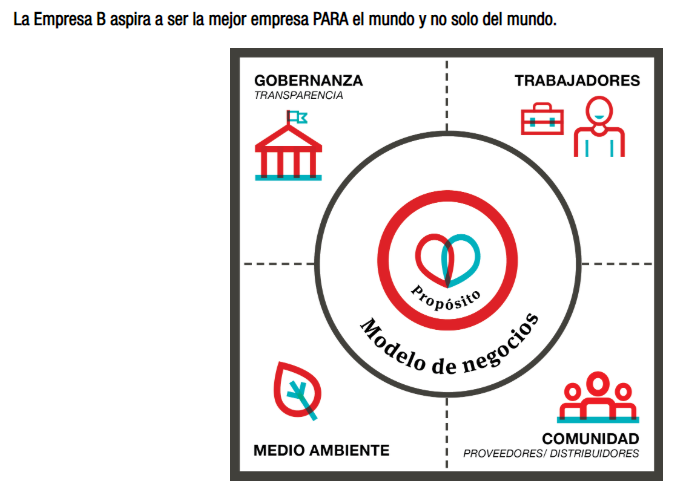 La Empresa B aspira a ser la mejor empresa PARA el mundo y no solo del mundo.
GOBERNANZA
TRANSPARENCIA
TRABAJADORES
Propósito
Modelo de negocios
MEDIO AMBIENTE
COMUNIDAD
PROVEEDORES/ DISTRIBUIDORES